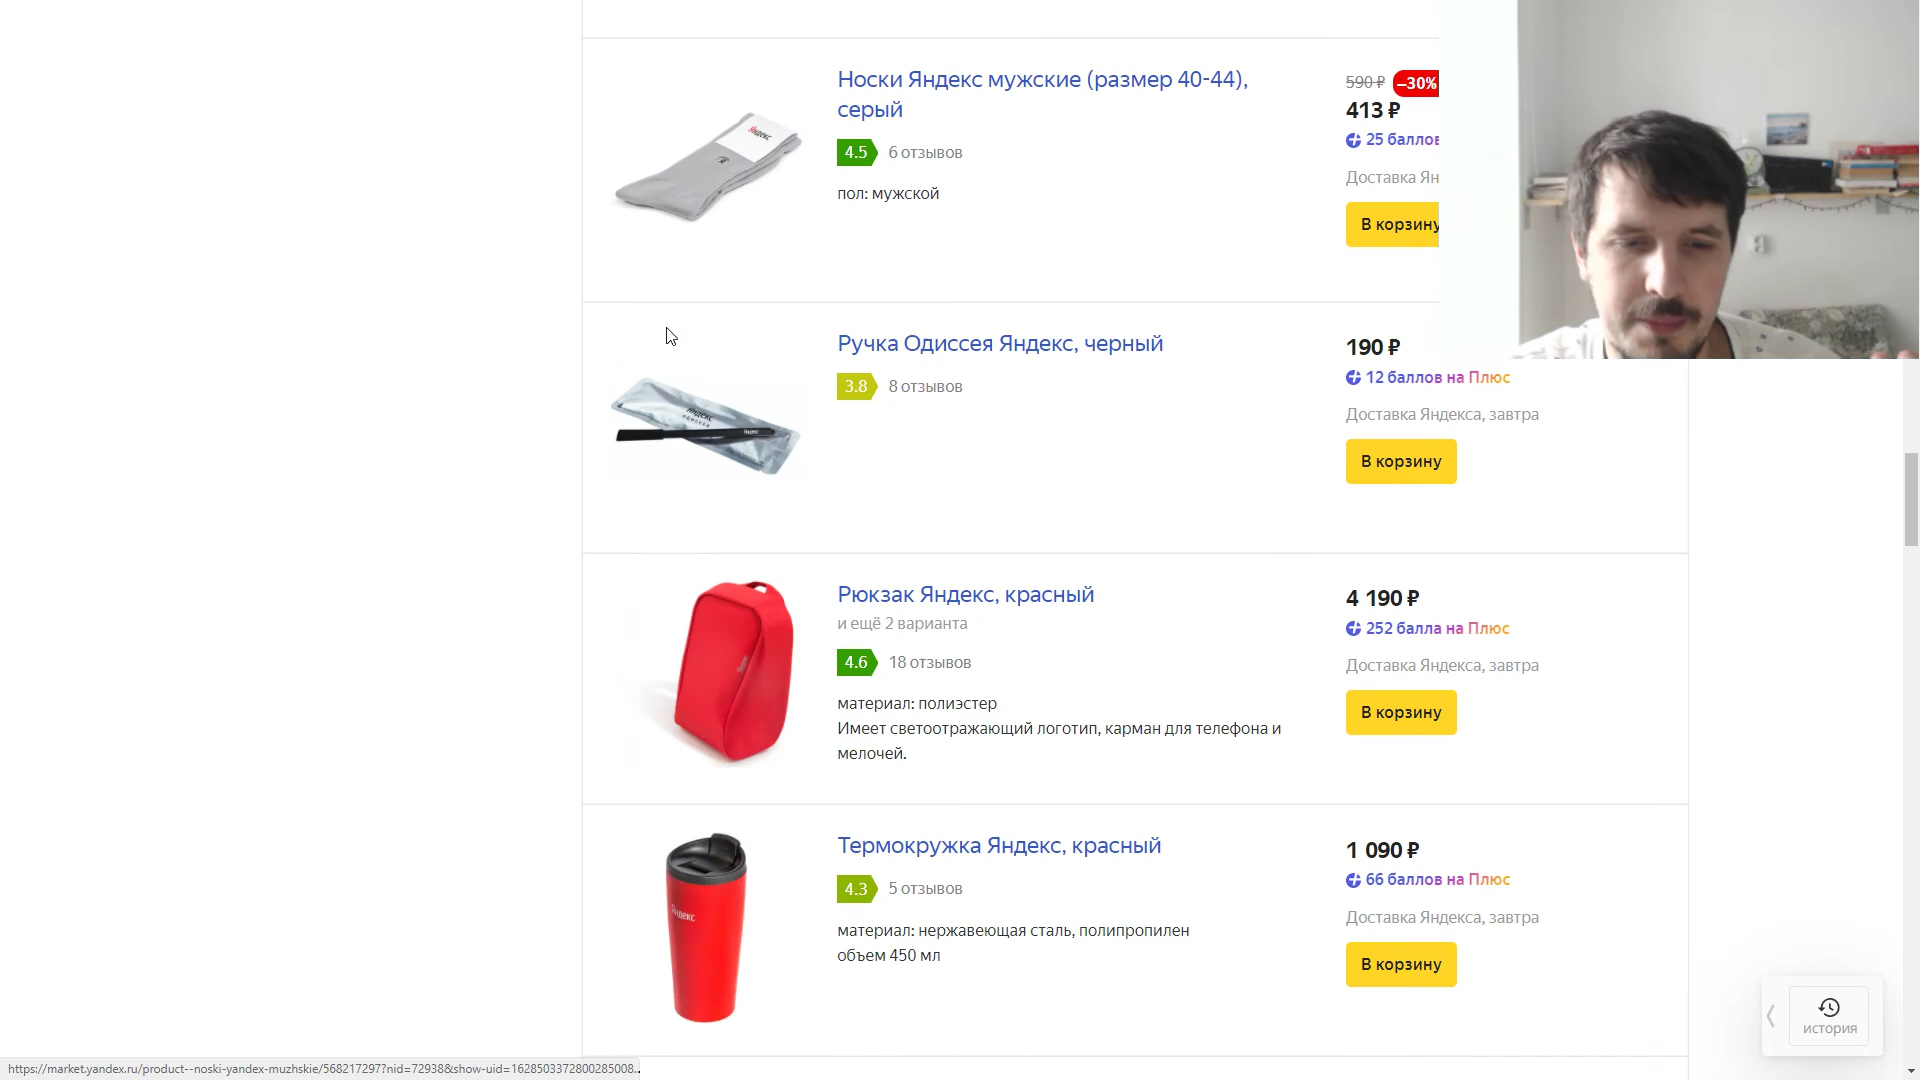 Носки Яндекс мужские (размер 40-44),
серый
4.5 6 отзывов
пол: мужской
590 ₽ –30%
413 ₽
25 баллов
Доставка Ян
В корзину
Яндекс
Ручка Одиссея Яндекс, черный
3.8 8 отзывов
190 ₽
12 баллов на Плюс
Доставка Яндекса, завтра
В корзину
Рюкзак Яндекс, красный
и ещё 2 варианта
4.6 18 отзывов
материал: полиэстер
Имеет светоотражающий логотип, карман для телефона и
мелочей.
4 190 ₽
252 балла на Плюс
Доставка Яндекса, завтра
В корзину
Термокружка Яндекс, красный
4.3 5 отзывов
материал: нержавеющая сталь, полипропилен
объем 450 мл
1 090 ₽
66 баллов на Плюс
Доставка Яндекса, завтра
В корзину
Яндекс
история
https://market.yandex.ru/product--noski-yandex-muzhskie/568217297?nid=72938&show-uid=1628503372800285008...